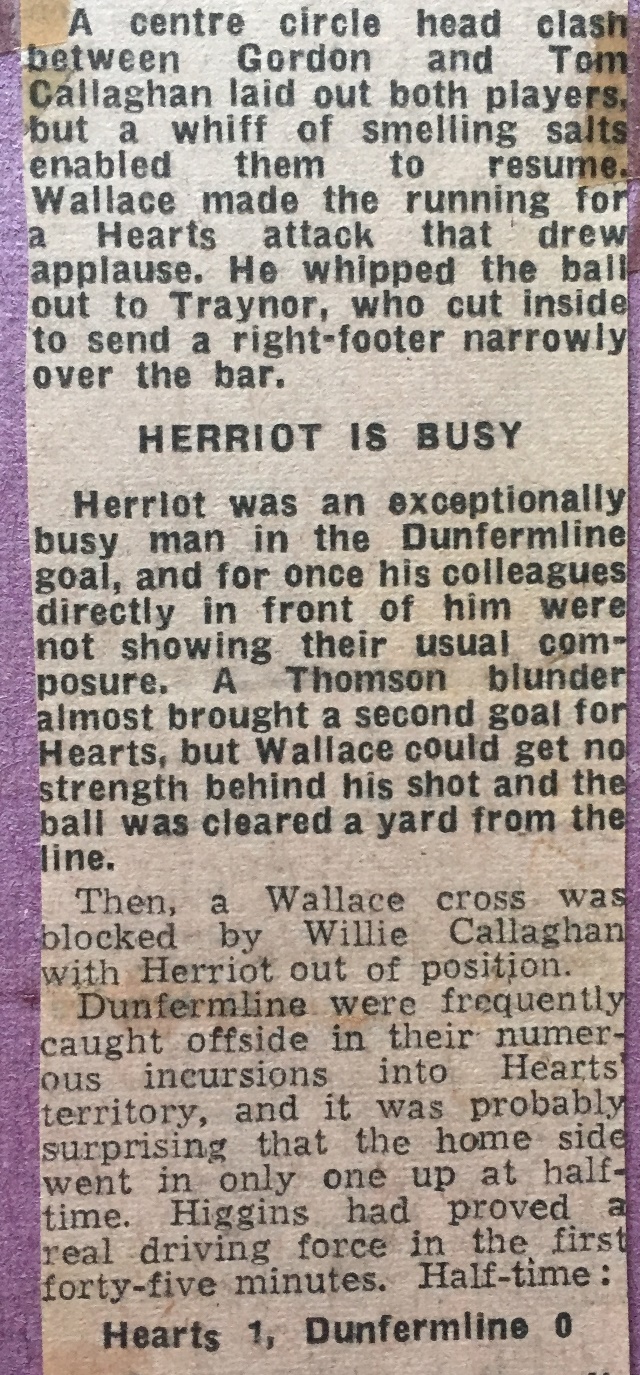 A centre circle head clash
between Gordon and Tom
Callaghan laid out both players,
but a whiff of smelling salts
enabled them to resume.
Wallace made the running for
a Hearts attack that drew
applause. He whipped the ball
out to Traynor, who cut inside
to send a right-footer narrowly
over the bar.
HERRIOT IS BUSY
Herriot was an exceptionally
busy man in the Dunfermline
goal, and for once his colleagues
directly in front of him were
not showing their usual com-
posure. A Thomson blunder
almost brought a second goal for
Hearts, but Wallace could get no
strength behind his shot and the
ball was cleared a yard from the
line.
Then, a Wallace cross was
blocked by Willie Callaghan
with Herriot out of position.
Dunfermline were frequently
caught offside in their numer-
ous incursions into Hearts'
territory, and it was probably
surprising that the home side
went in only one up at half-
time. Higgins had proved a
real driving force in the first
forty-five minutes. Half-time:
Hearts 1, Dunfermline 0